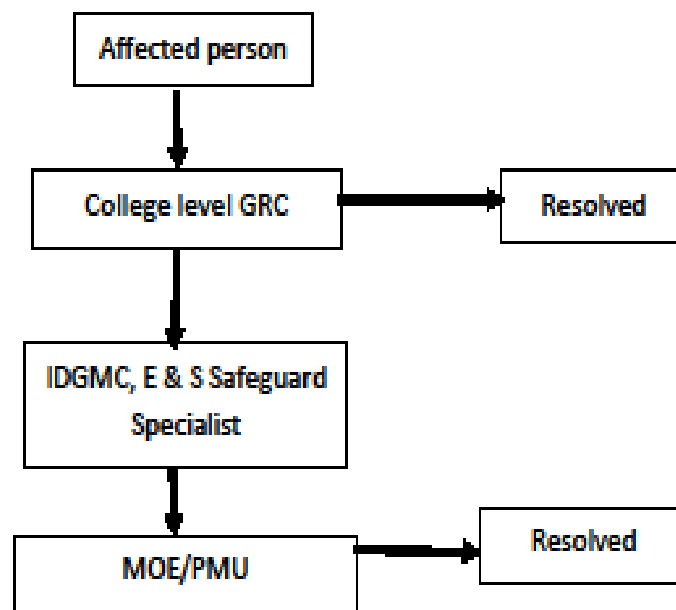 Affected person
College level GRC
Resolved
IDGMC, E & S Safeguard
Specialist
MOE/PMU
Resolved